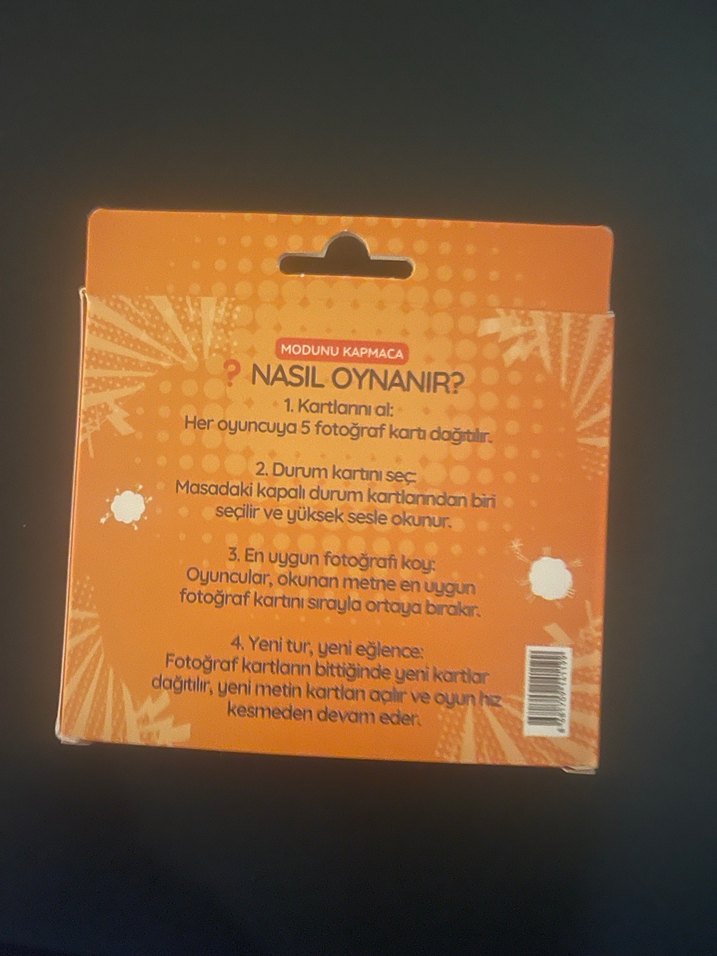 MODUNU KAPMACA
? NASIL OYNANIR?
1. Kartlarını al:
Her oyuncuya 5 fotoğraf kartı dağıtılır.
2. Durum kartını seç:
Masadaki kapalı durum kartlarından biri
seçilir ve yüksek sesle okunur.
3. En uygun fotoğrafı koy:
Oyuncular, okunan metne en uygun
fotoğraf kartını sırayla ortaya bırakır.
4. Yeni tur, yeni eğlence:
Fotoğraf kartların bittiğinde yeni kartlar
dağıtılır, yeni metin kartları açılır ve oyun hız
kesmeden devam eder.